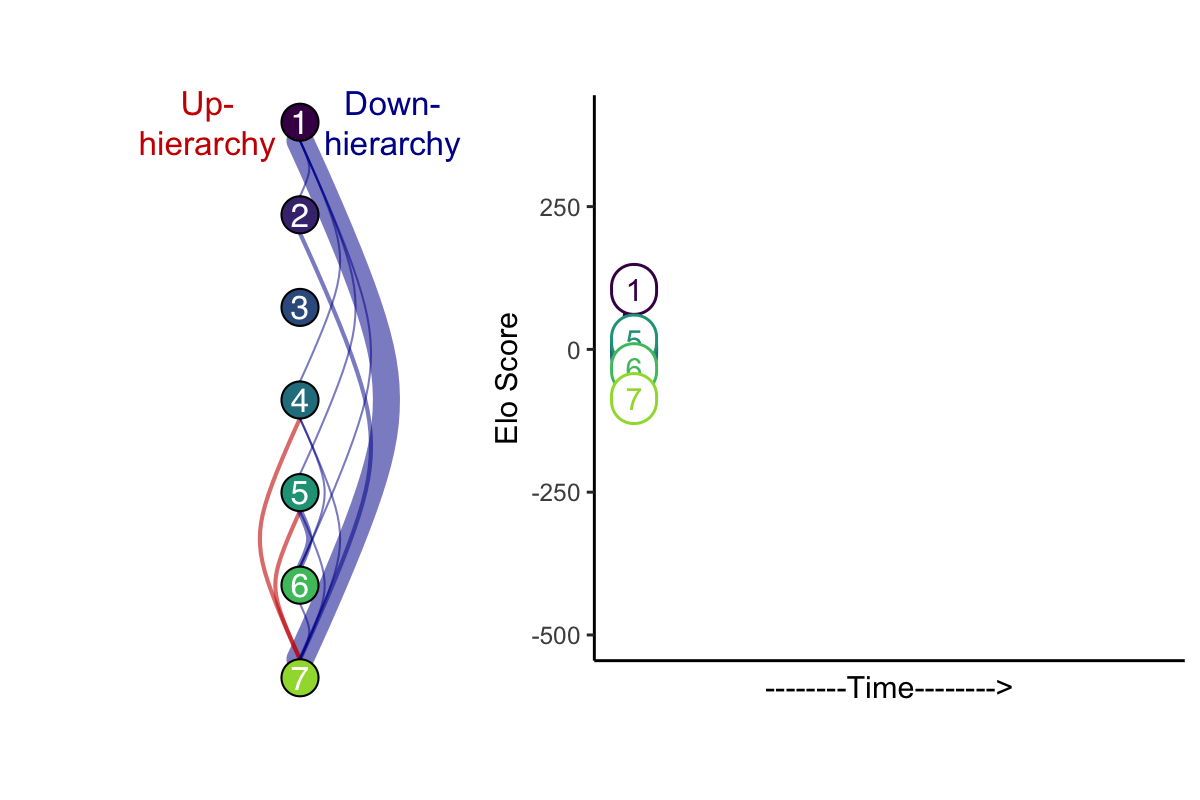 Up-
hierarchy
Down-
hierarchy
1
2
3
4
5
6
7
Elo Score
250
0
-250
-500
1
5
6
7
--------Time-------->